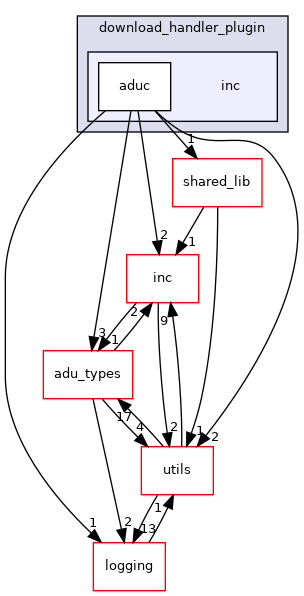 download_handler_plugin
aduc
inc
1
shared_lib
2
1
inc
2
9
3
1
adu_types
17
4
2
1
2
utils
1
2
13
1
logging